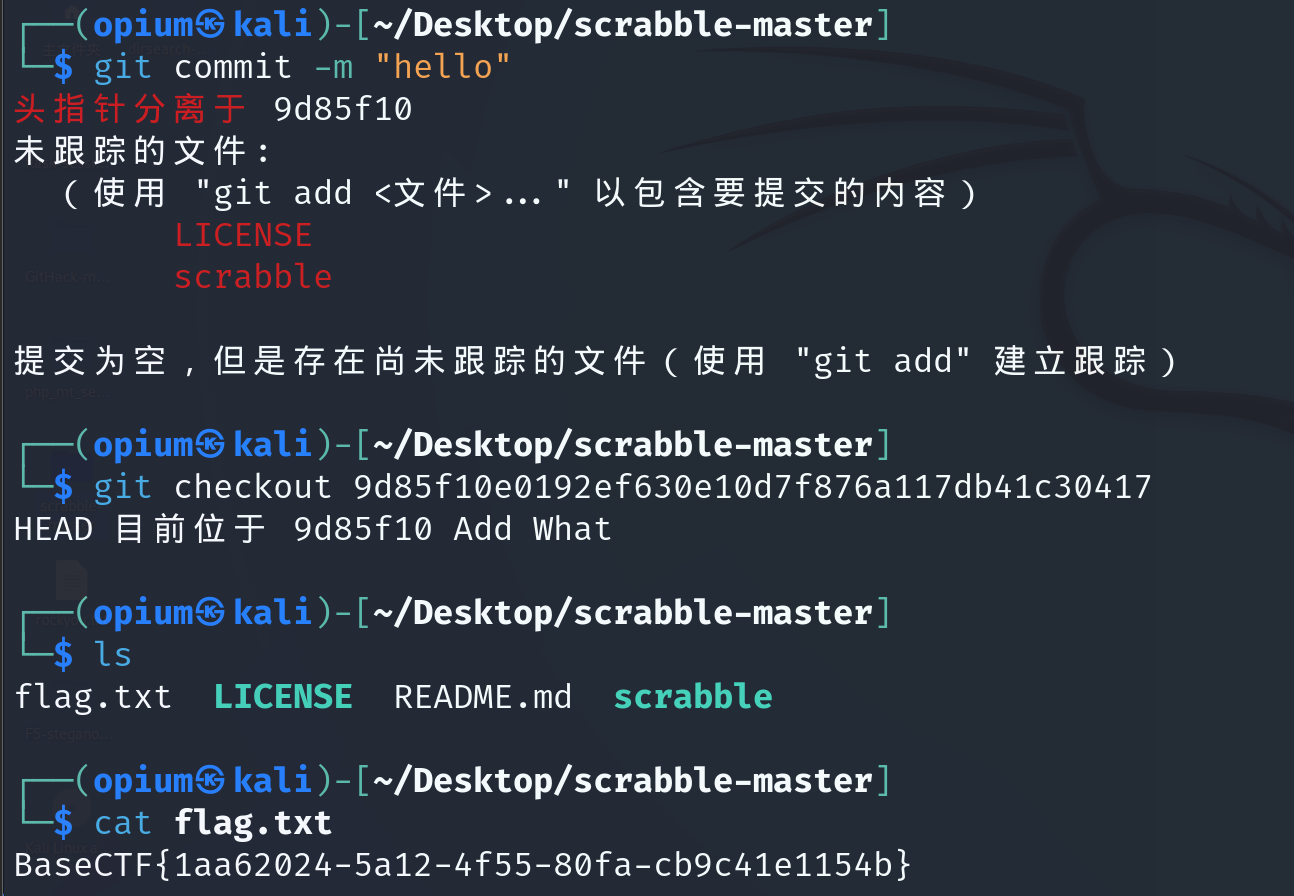 ┌──(opium㉿kali)-[~/Desktop/scrabble-master]
└─$ git commit -m "hello"
头指针分离于 9d85f10
未跟踪的文件:
  (使用 "git add <文件>..." 以包含要提交的内容)
        LICENSE
        scrabble
提交为空,但是存在尚未跟踪的文件(使用 "git add" 建立跟踪)
┌──(opium㉿kali)-[~/Desktop/scrabble-master]
└─$ git checkout 9d85f10e0192ef630e10d7f876a117db41c30417
HEAD 目前位于 9d85f10 Add What
┌──(opium㉿kali)-[~/Desktop/scrabble-master]
└─$ ls
flag.txt  LICENSE  README.md  scrabble
┌──(opium㉿kali)-[~/Desktop/scrabble-master]
└─$ cat flag.txt
BaseCTF{1aa62024-5a12-4f55-80fa-cb9c41e1154b}